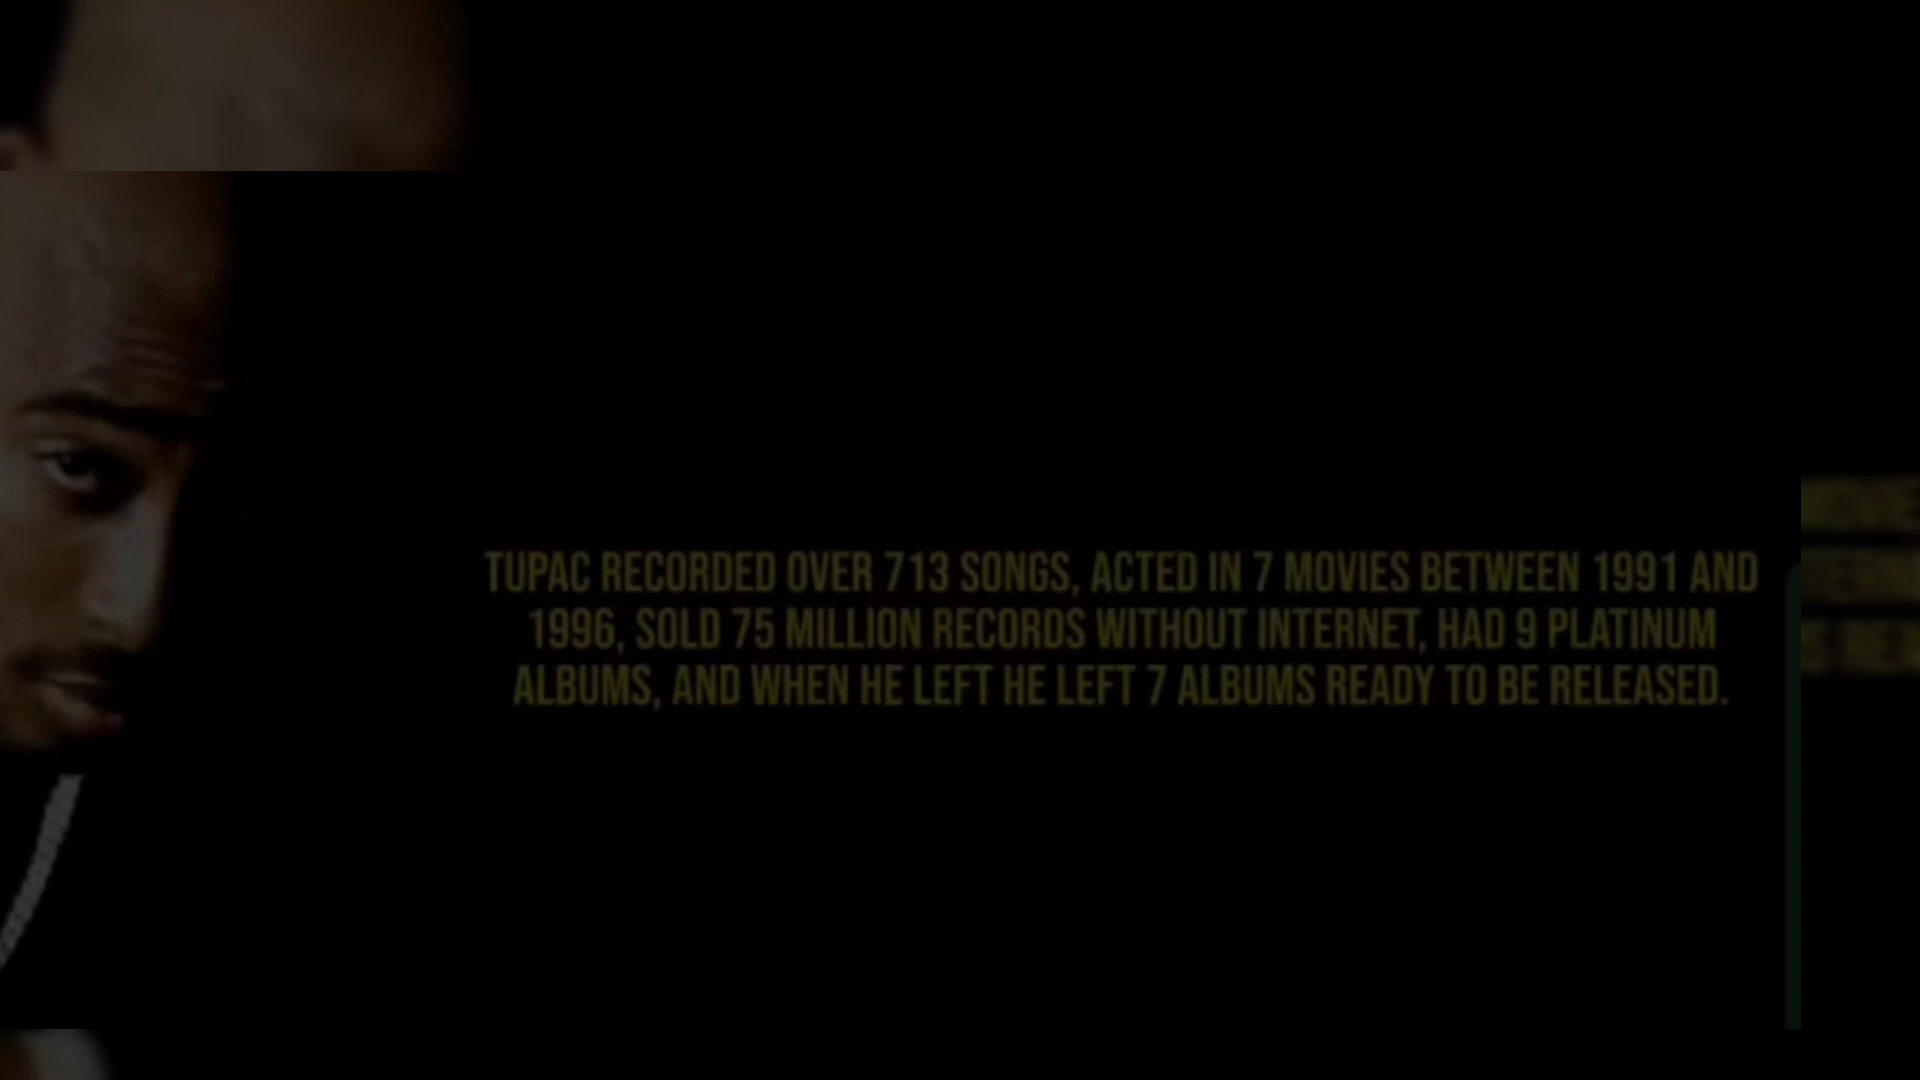 TUPAC RECORDED OVER 713 SONGS, ACTED IN 7 MOVIES BETWEEN 1991 AND
1996, SOLD 75 MILLION RECORDS WITHOUT INTERNET, HAD 9 PLATINUM
ALBUMS, AND WHEN HE LEFT HE LEFT 7 ALBUMS READY TO BE RELEASED.